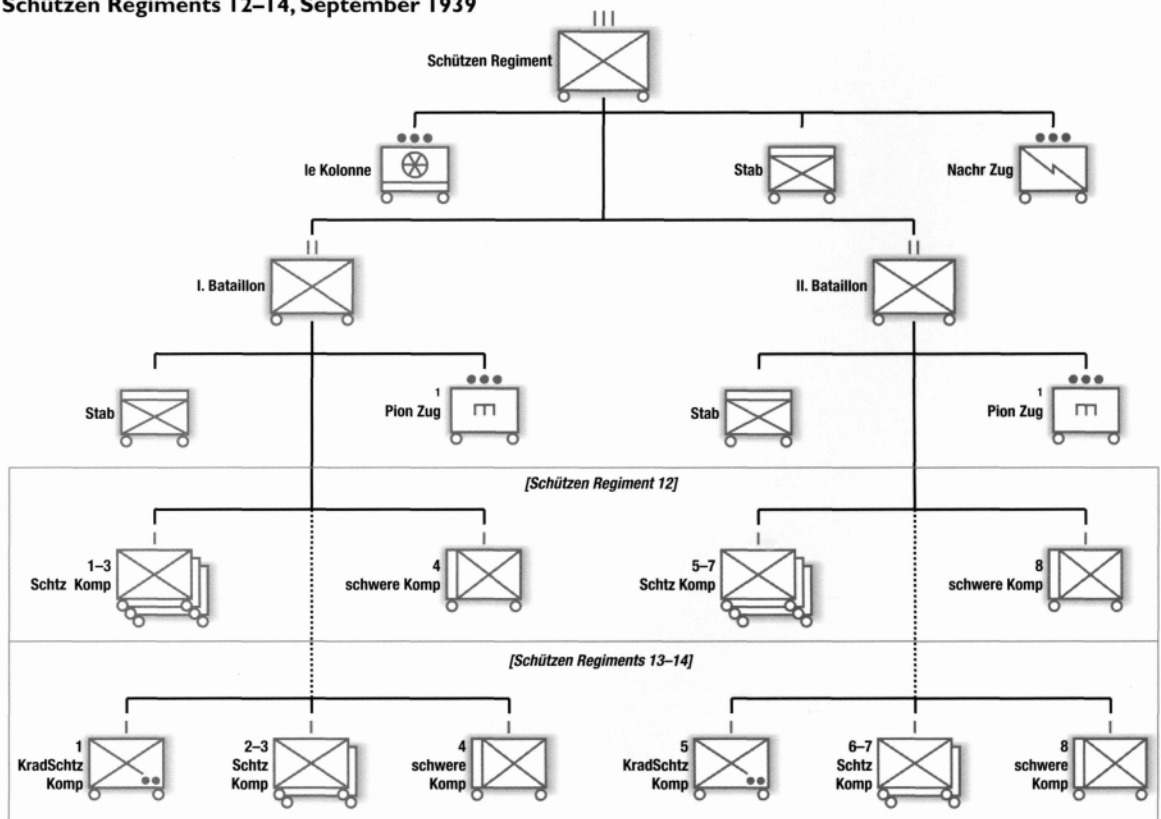 Schützen Regiments 12–14, September 1939
Schützen Regiment
le Kolonne
Stab
Nachr Zug
I. Bataillon
II. Bataillon
Stab
1
Pion Zug
Stab
1
Pion Zug
[Schützen Regiment 12]
1–3
Schtz Komp
4
schwere Komp
5–7
Schtz Komp
8
schwere Komp
[Schützen Regiments 13–14]
1
KradSchtz
Komp
2–3
Schtz
Komp
4
schwere
Komp
5
KradSchtz
Komp
6–7
Schtz
Komp
8
schwere
Komp